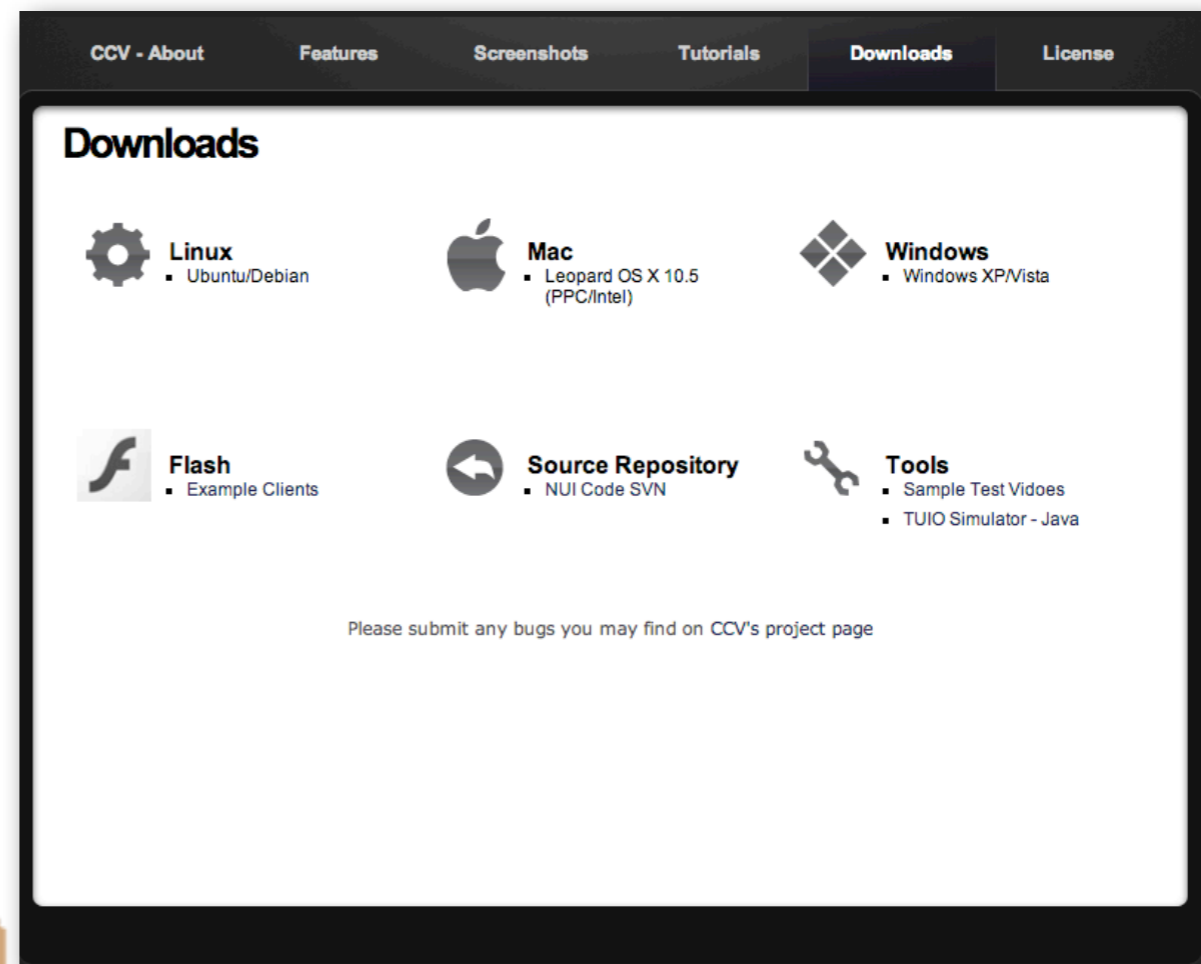 CCV - About Features Screenshots Tutorials Downloads License
Downloads
Linux
Ubuntu/Debian
Mac
Leopard OS X 10.5
(PPC/Intel)
Windows
Windows XP/Vista
Flash
Example Clients
Source Repository
NUI Code SVN
Tools
Sample Test Vidoes
TUIO Simulator - Java
Please submit any bugs you may find on CCV's project page